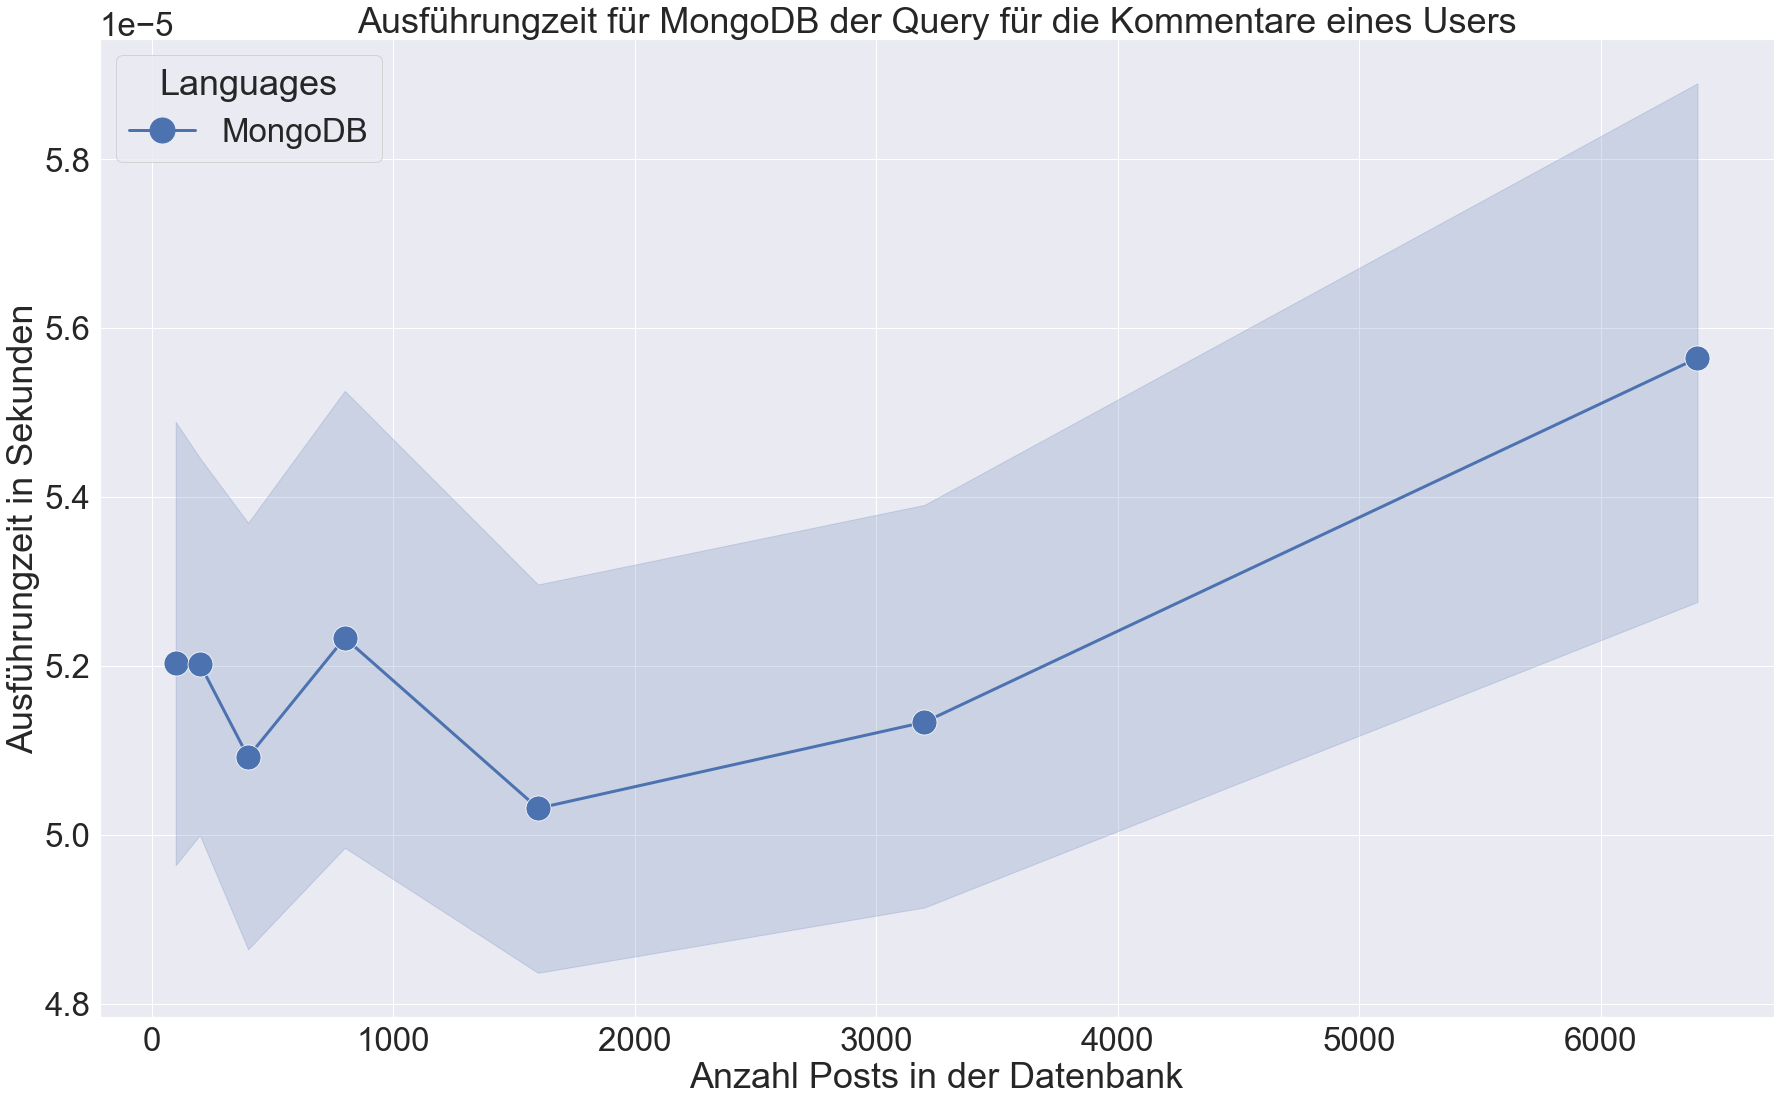 Ausführungzeit für MongoDB der Query für die Kommentare eines Users
1e−5
Languages
MongoDB
5.8
5.6
5.4
5.2
5.0
4.8
Ausführungzeit in Sekunden
0 1000 2000 3000 4000 5000 6000
Anzahl Posts in der Datenbank